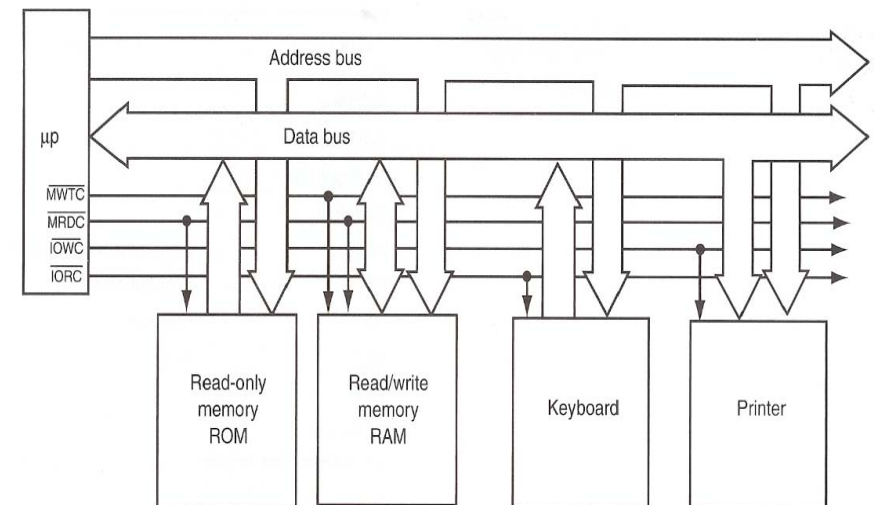 Address bus
μp
Data bus
MWTC
MRDC
IOWC
IORC
Read-only
memory
ROM
Read/write
memory
RAM
Keyboard
Printer